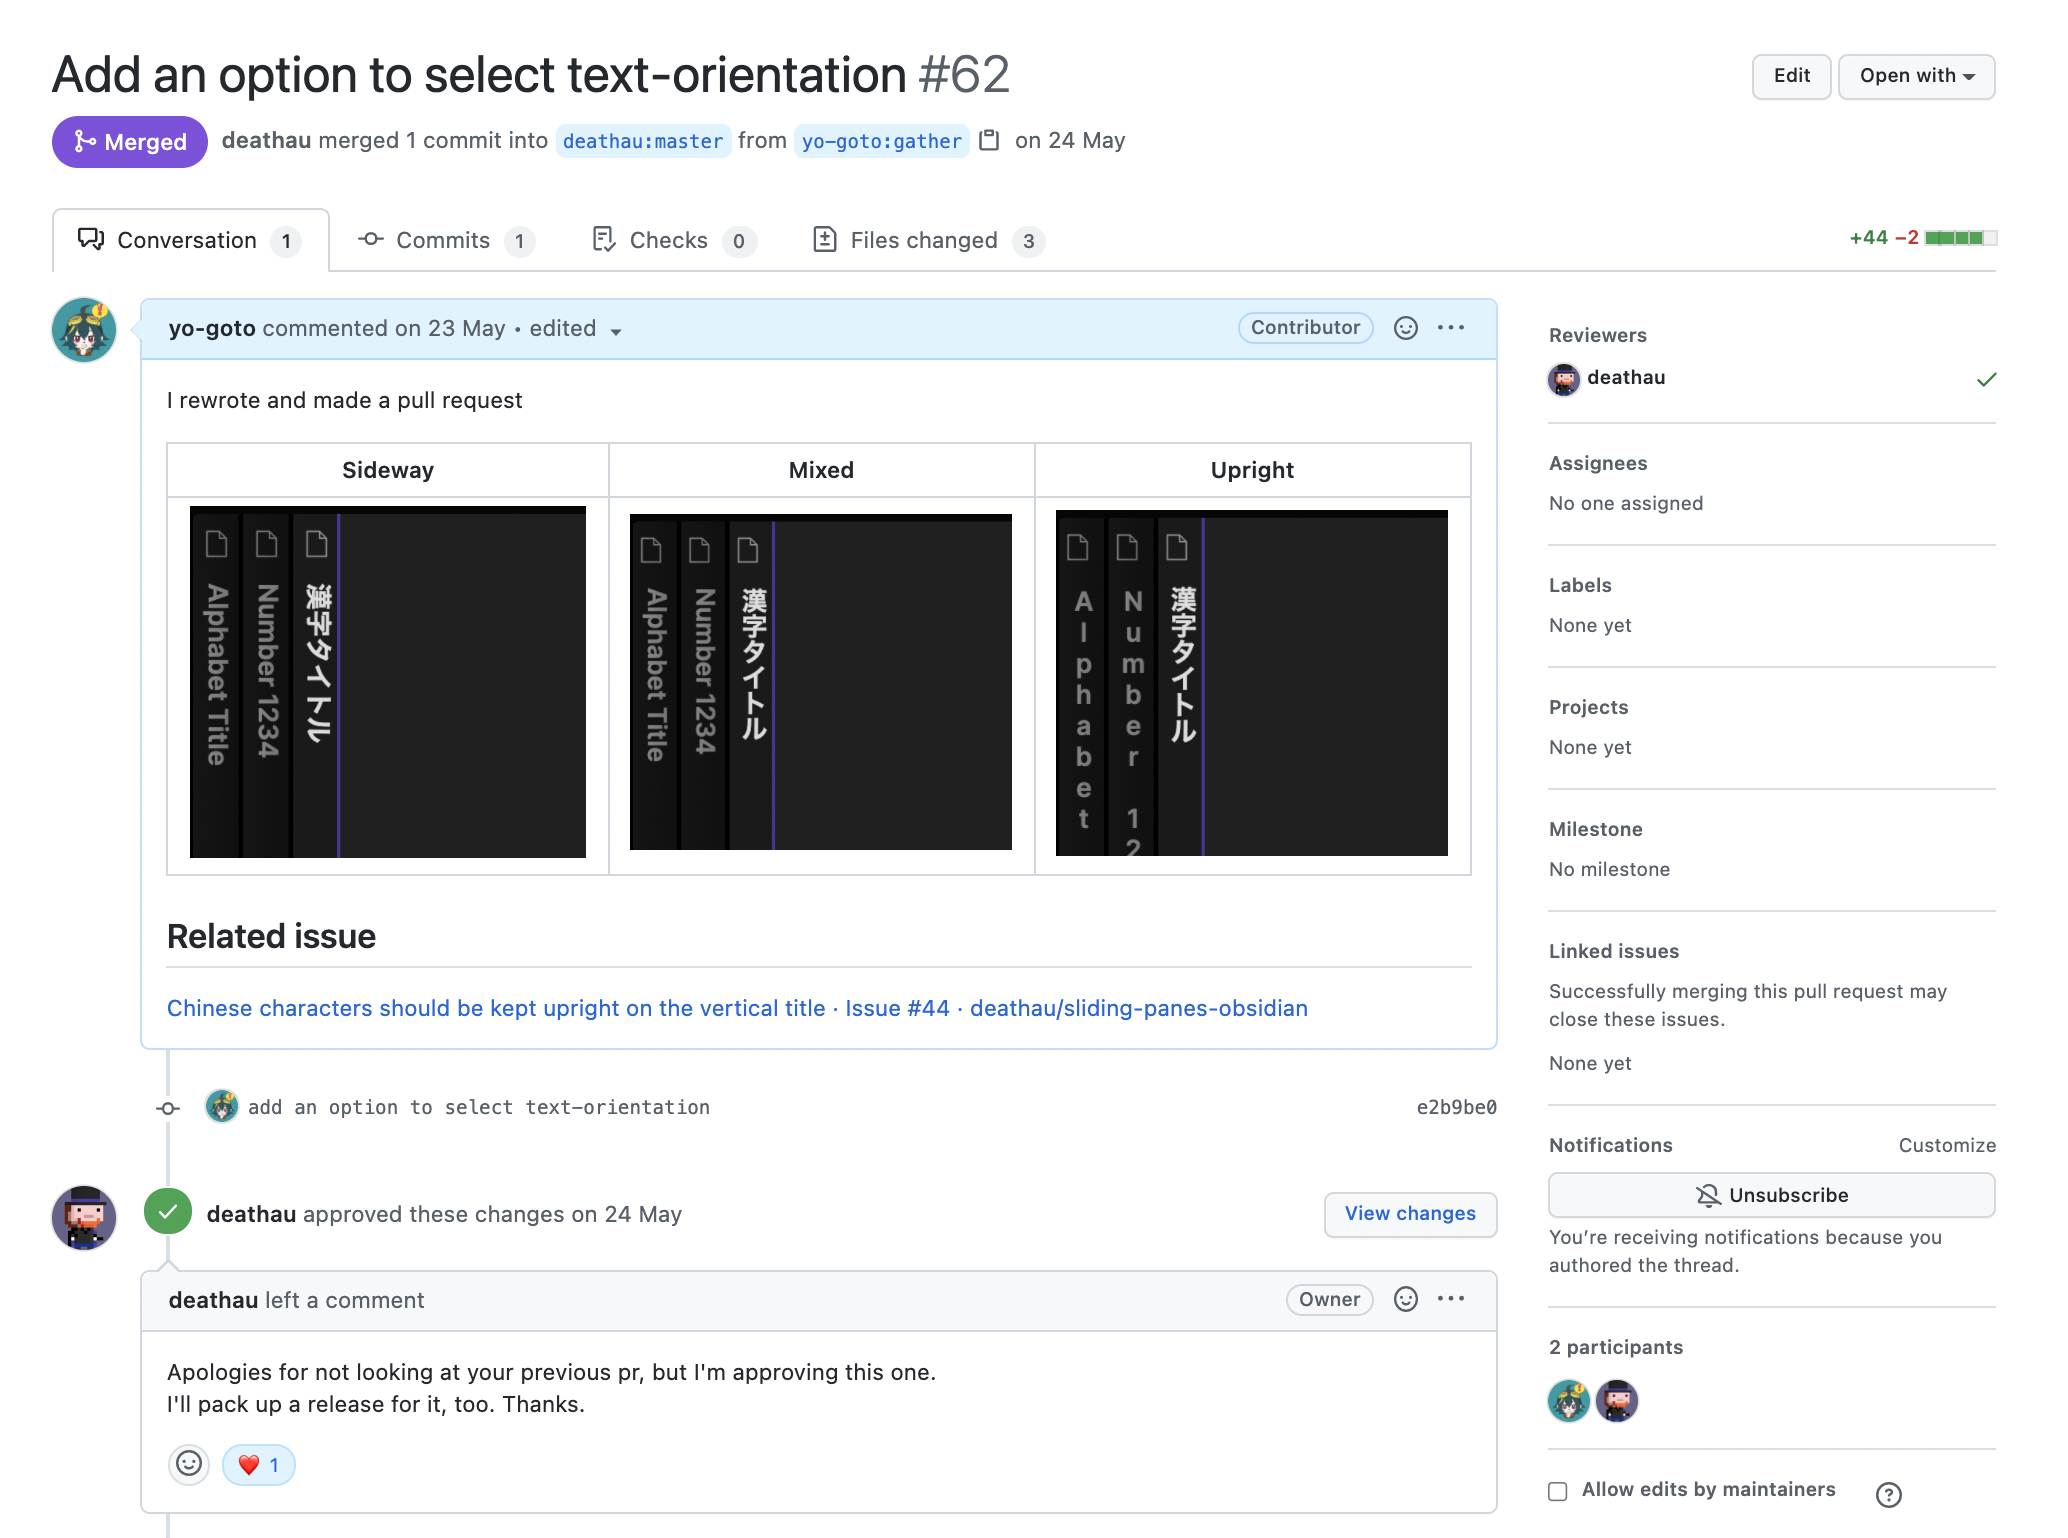 Add an option to select text-orientation #62
Edit
Open with
Merged
deathau merged 1 commit into deathau:master from yo-goto:gather on 24 May
Conversation 1
Commits 1
Checks 0
Files changed 3
+44 −2
yo-goto commented on 23 May • edited
Contributor
I rewrote and made a pull request
Sideway
Mixed
Upright
Alphabet Title
Number 1234
漢字タイトル
Alphabet Title
Number 1234
漢字タイトル
Alphabet
Number 12
漢字タイトル
Related issue
Chinese characters should be kept upright on the vertical title · Issue #44 · deathau/sliding-panes-obsidian
add an option to select text-orientation
e2b9be0
deathau approved these changes on 24 May
View changes
deathau left a comment
Owner
Apologies for not looking at your previous pr, but I'm approving this one.
I'll pack up a release for it, too. Thanks.
❤️ 1
Reviewers
deathau
Assignees
No one assigned
Labels
None yet
Projects
None yet
Milestone
No milestone
Linked issues
Successfully merging this pull request may
close these issues.
None yet
Notifications
Customize
Unsubscribe
You’re receiving notifications because you
authored the thread.
2 participants
Allow edits by maintainers